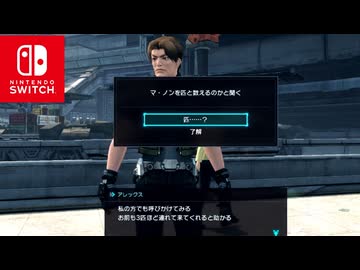 NINTENDO
SWITCH
マ・ノンを匹と数えるのかと聞く
匹……？
了解
アレックス
私の方でも呼びかけてみる
お前も3匹ほど連れて来てくれると助かる